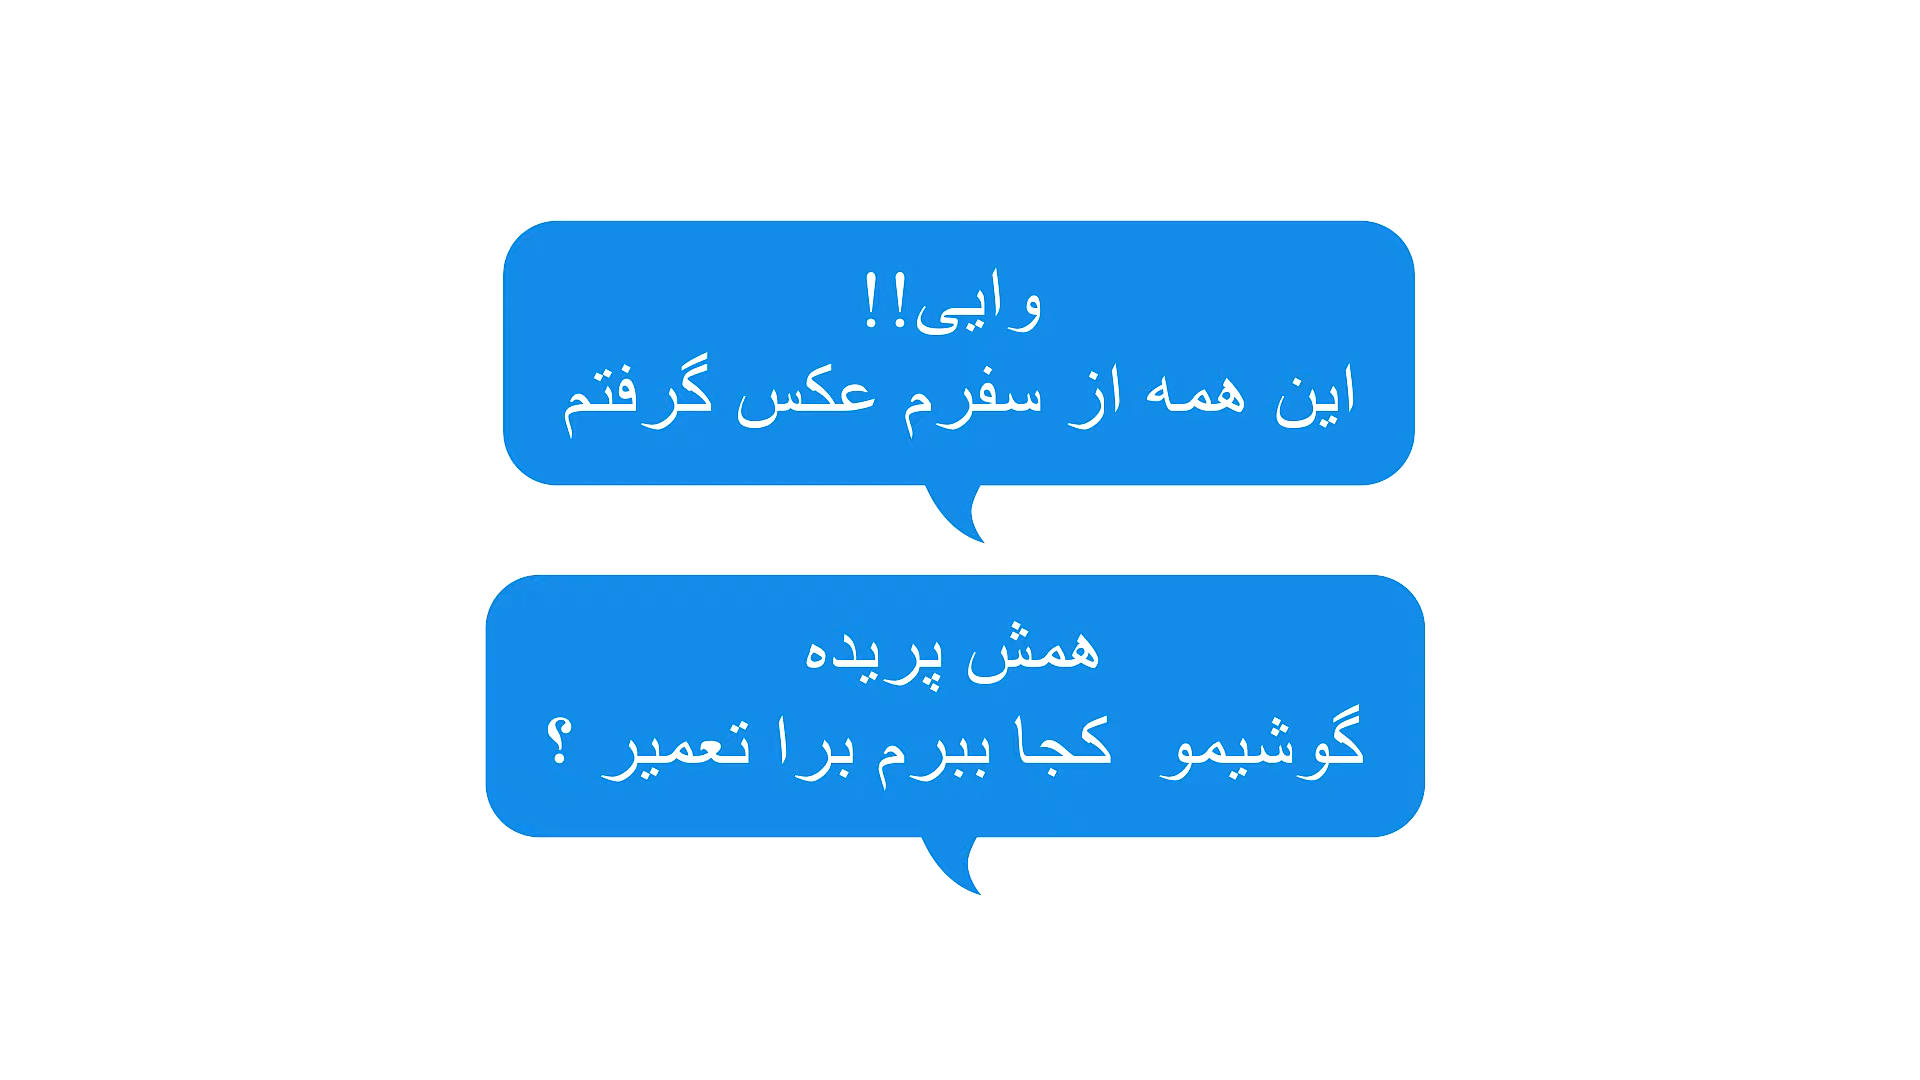 وایی!!
این همه از سفرم عکس گرفتم
همش پریده
گوشیمو کجا ببرم برا تعمیر ؟